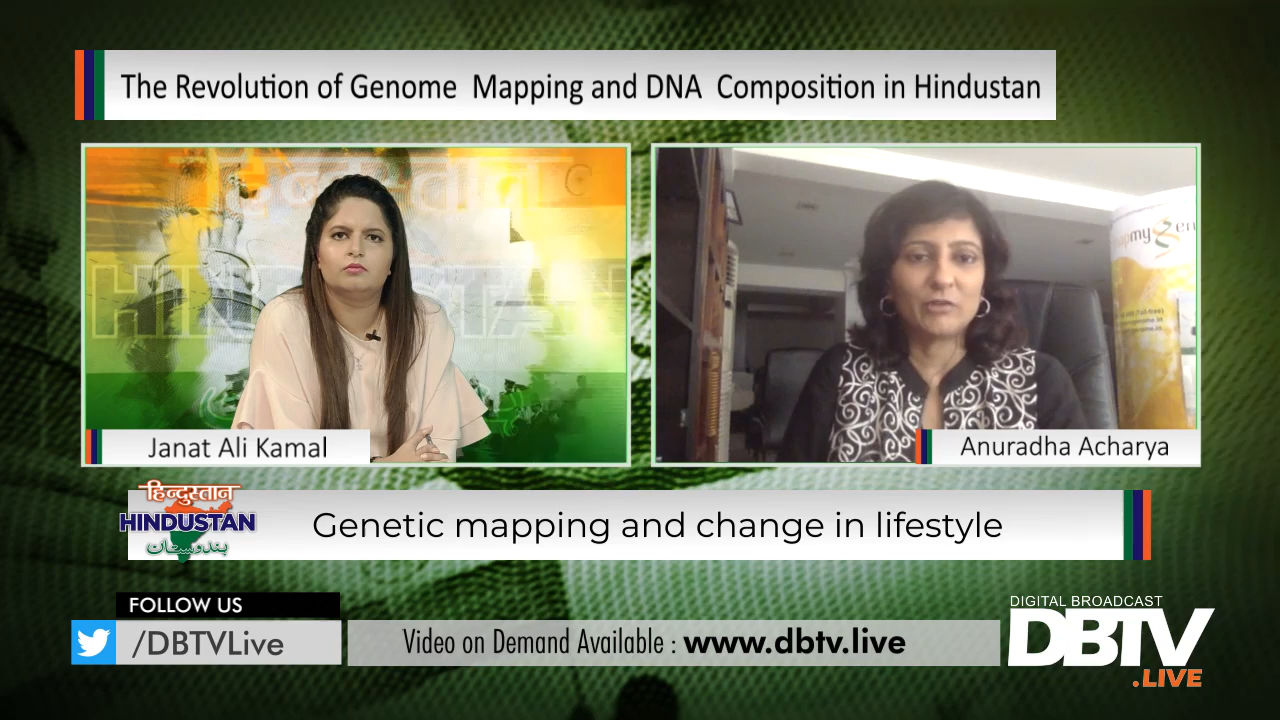 The Revolution of Genome Mapping and DNA Composition in Hindustan
हिन्दुस्तान
HINDUSTAN
Janat Ali Kamal
Anuradha Acharya
हिन्दुस्तान
HINDUSTAN
ہندوستان
Genetic mapping and change in lifestyle
FOLLOW US
/DBTVLive
Video on Demand Available : www.dbtv.live
DIGITAL BROADCAST
DBTV
.LIVE